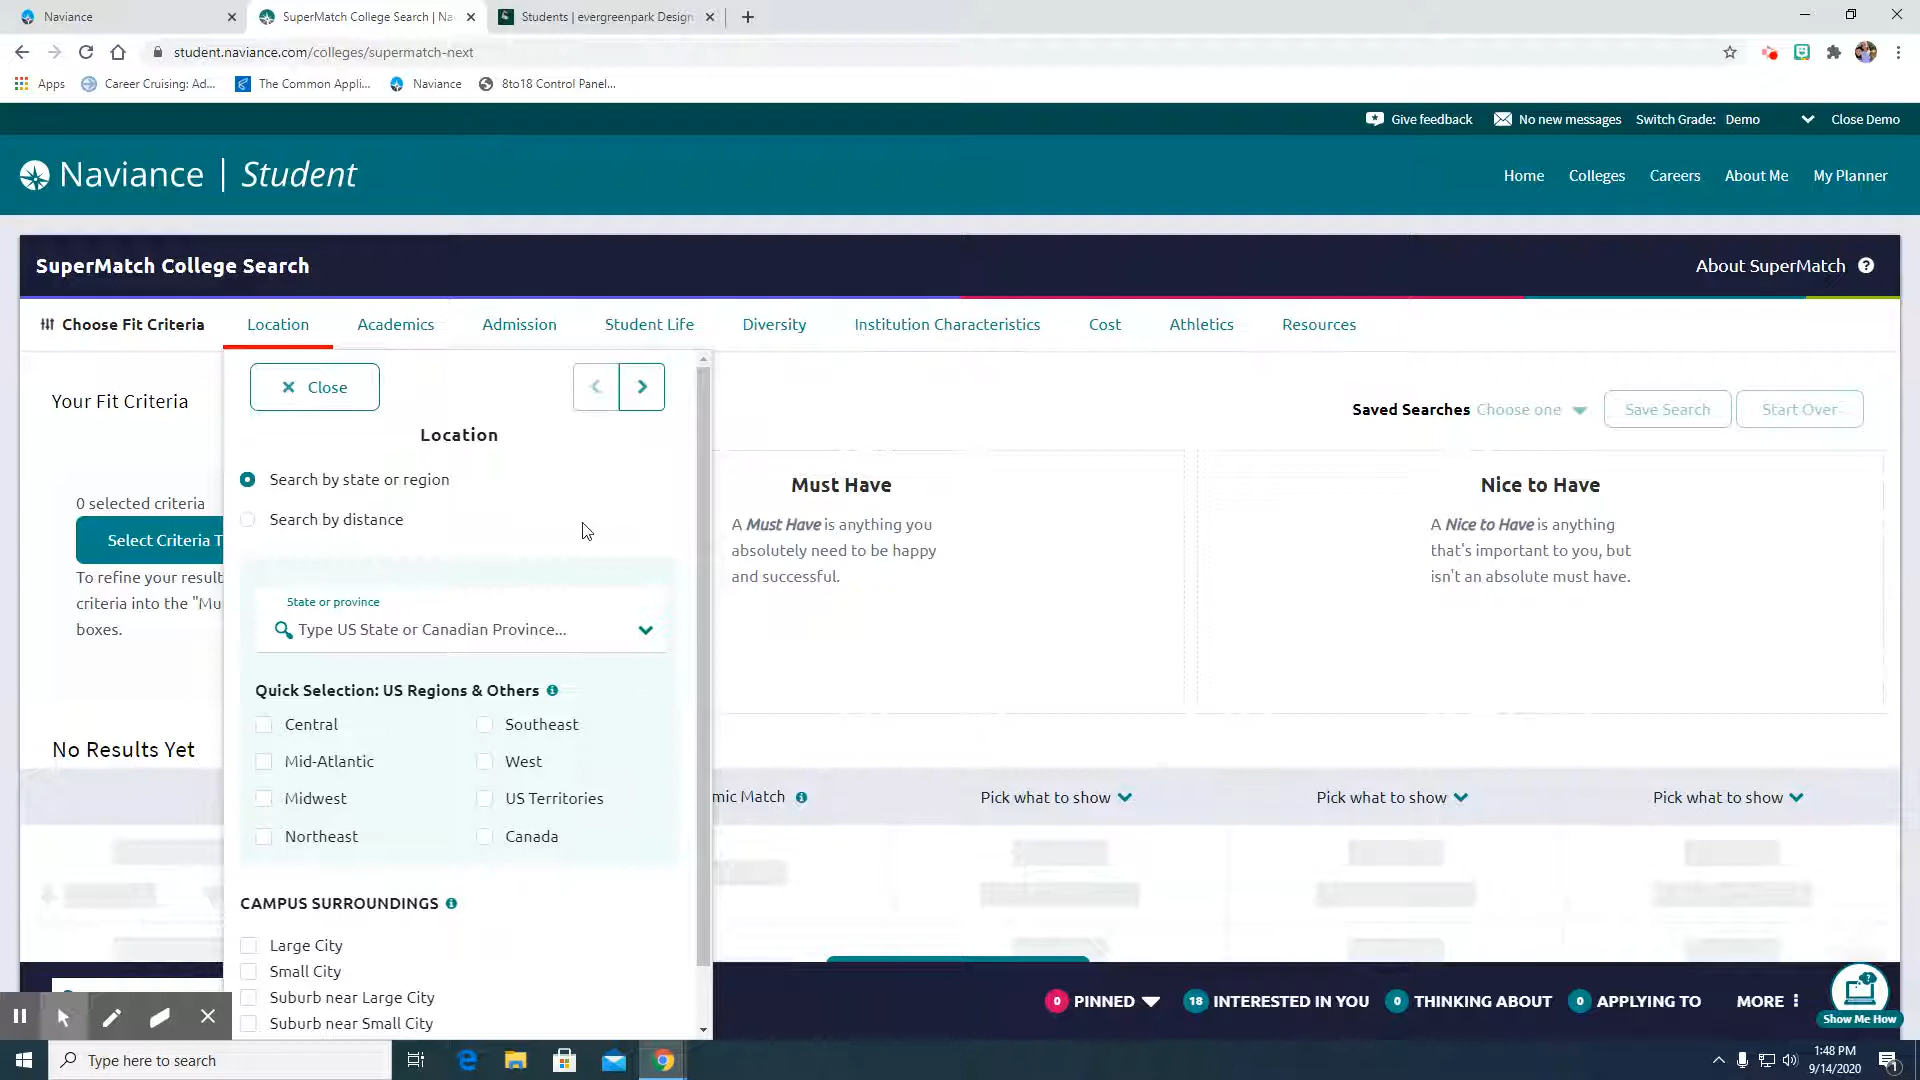 Naviance
SuperMatch College Search | Na
Students | evergreenpark Design
student.naviance.com/colleges/supermatch-next
Apps
Career Cruising: Ad...
The Common Appli...
Naviance
8to18 Control Panel...
Give feedback
No new messages
Switch Grade: Demo
Close Demo
Naviance | Student
Home
Colleges
Careers
About Me
My Planner
SuperMatch College Search
About SuperMatch
Choose Fit Criteria
Location
Academics
Admission
Student Life
Diversity
Institution Characteristics
Cost
Athletics
Resources
Your Fit Criteria
Close
Saved Searches Choose one
Save Search
Start Over
Location
0 selected criteria
Select Criteria T
To refine your result
criteria into the "Mu
boxes.
Search by state or region
Search by distance
State or province
Type US State or Canadian Province...
Quick Selection: US Regions & Others
Central
Southeast
Mid-Atlantic
West
Midwest
US Territories
Northeast
Canada
CAMPUS SURROUNDINGS
Large City
Small City
Suburb near Large City
Suburb near Small City
Must Have
A Must Have is anything you
absolutely need to be happy
and successful.
Nice to Have
A Nice to Have is anything
that's important to you, but
isn't an absolute must have.
No Results Yet
mic Match
Pick what to show
Pick what to show
Pick what to show
0 PINNED
18 INTERESTED IN YOU
0 THINKING ABOUT
0 APPLYING TO
MORE
Show Me How
Type here to search
1:48 PM
9/14/2020
1